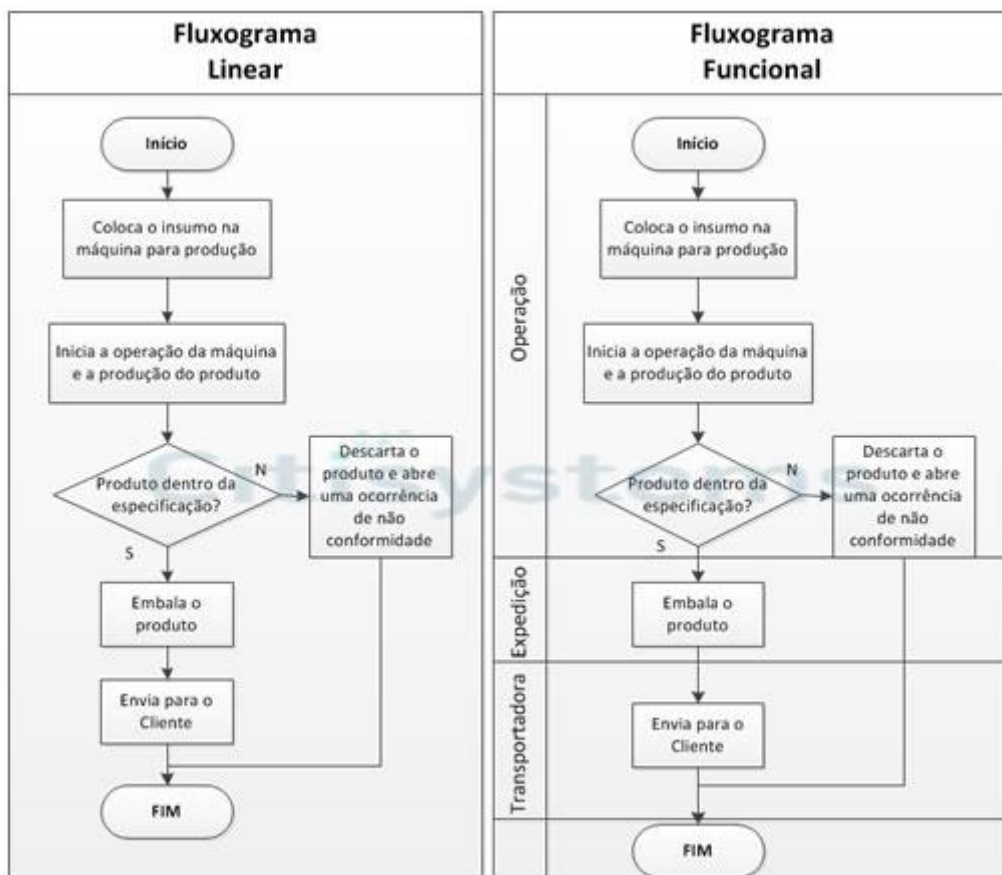 Fluxograma
Linear
Início
Coloca o insumo na
máquina para produção
Inicia a operação da máquina
e a produção do produto
Produto dentro da
especificação?
N
S
Descarta o
produto e abre
uma ocorrência
de não
conformidade
Embala o
produto
Envia para o
Cliente
FIM
Fluxograma
Funcional
Operação
Início
Coloca o insumo na
máquina para produção
Inicia a operação da máquina
e a produção do produto
Produto dentro da
especificação?
N
S
Descarta o
produto e abre
uma ocorrência
de não
conformidade
Expedição
Embala o
produto
Transportadora
Envia para o
Cliente
FIM